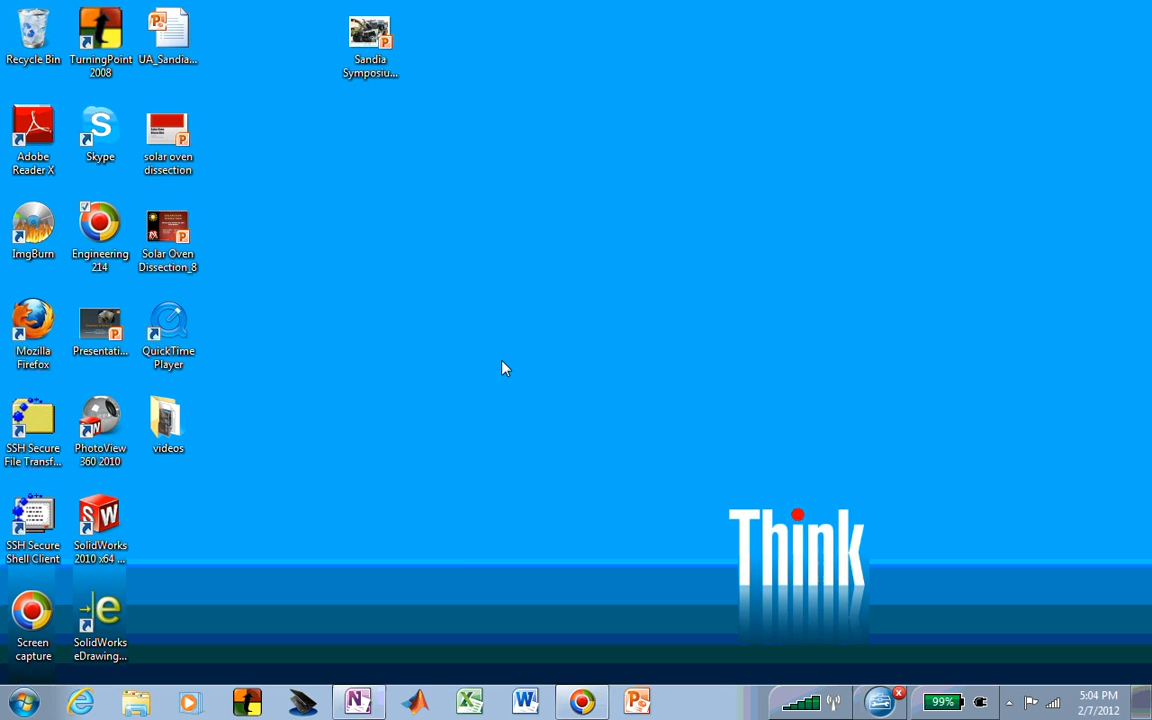 Recycle Bin
TurningPoint
2008
UA_Sandia...
Sandia
Symposiu...
Adobe
Reader X
Skype
solar oven
dissection
ImgBurn
Engineering
214
Solar Oven
Dissection_8
Mozilla
Firefox
Presentati...
QuickTime
Player
SSH Secure
File Transf...
PhotoView
360 2010
videos
SSH Secure
Shell Client
SolidWorks
2010 x64 ...
Think
Screen
capture
SolidWorks
eDrawing...
99%
5:04 PM
2/7/2012